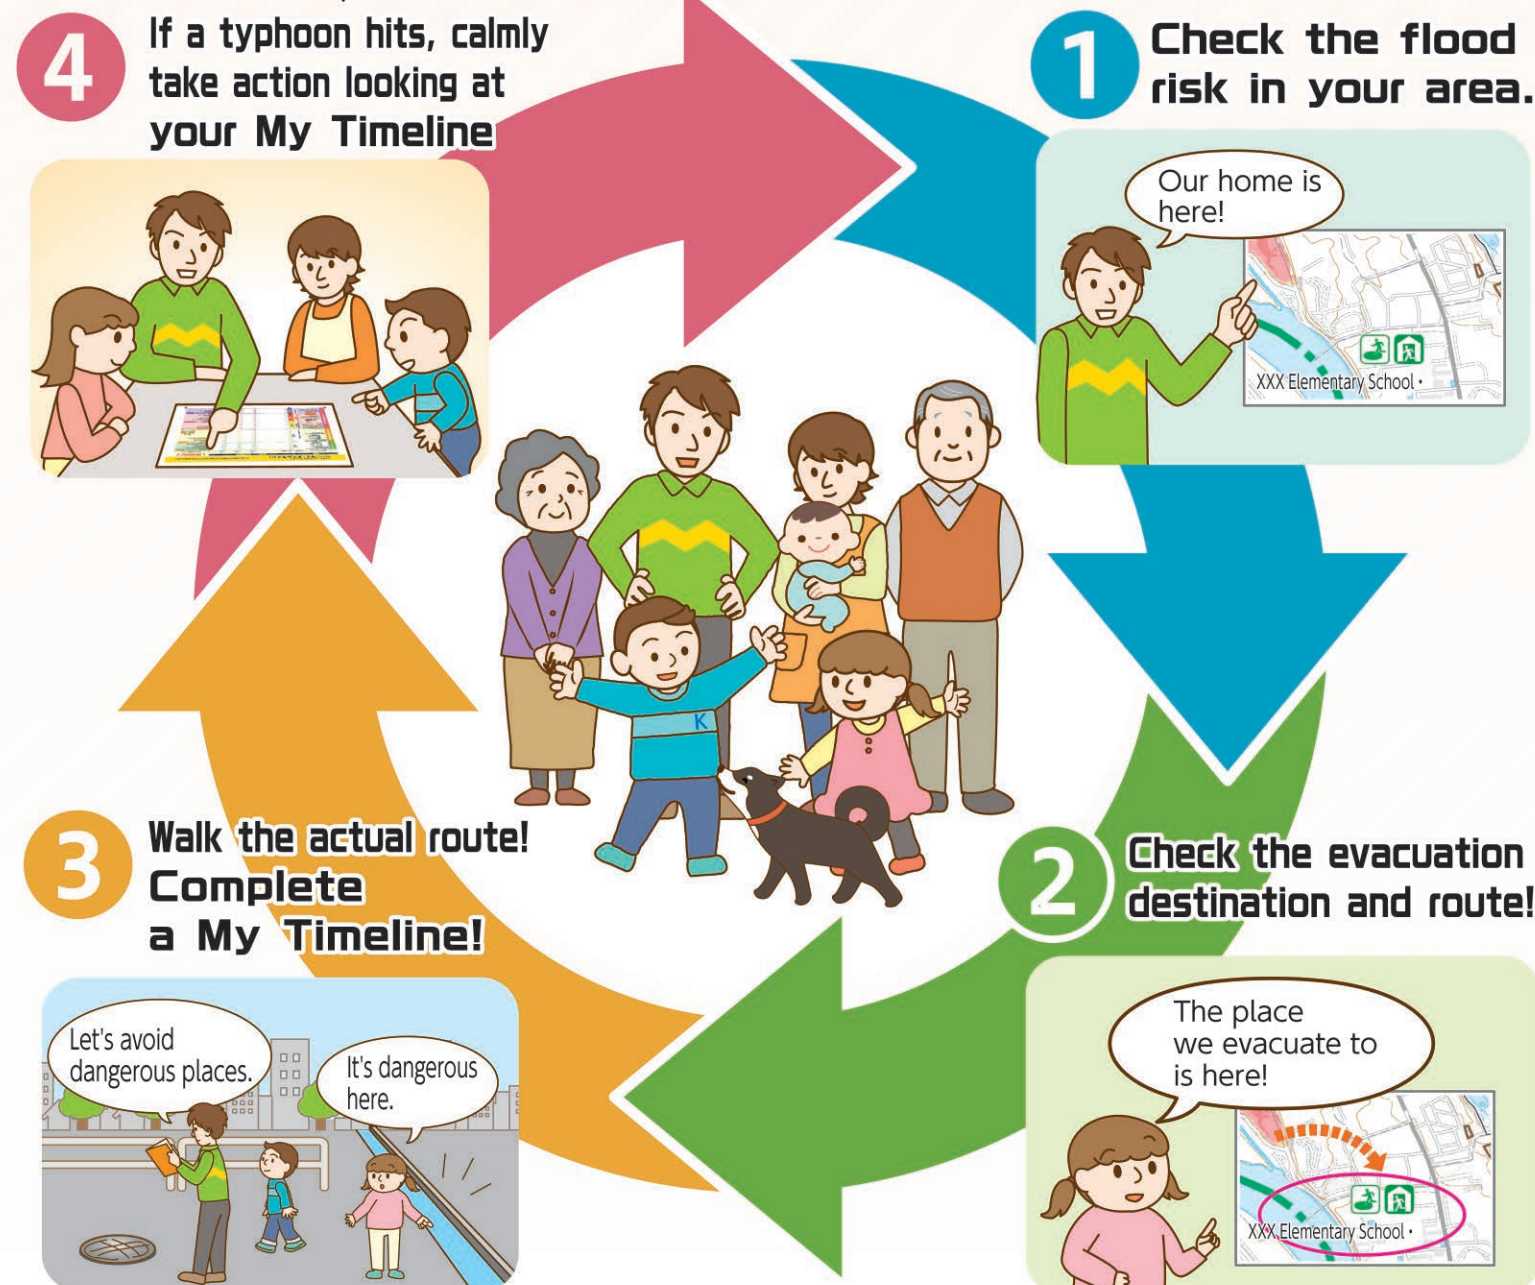 1
Check the flood
risk in your area.
Our home is
here!
XXX Elementary School
2
Check the evacuation
destination and route!
The place
we evacuate to
is here!
XXX Elementary School
3
Walk the actual route!
Complete
a My Timeline!
Let's avoid
dangerous places.
It's dangerous
here.
4
If a typhoon hits, calmly
take action looking at
your My Timeline
K